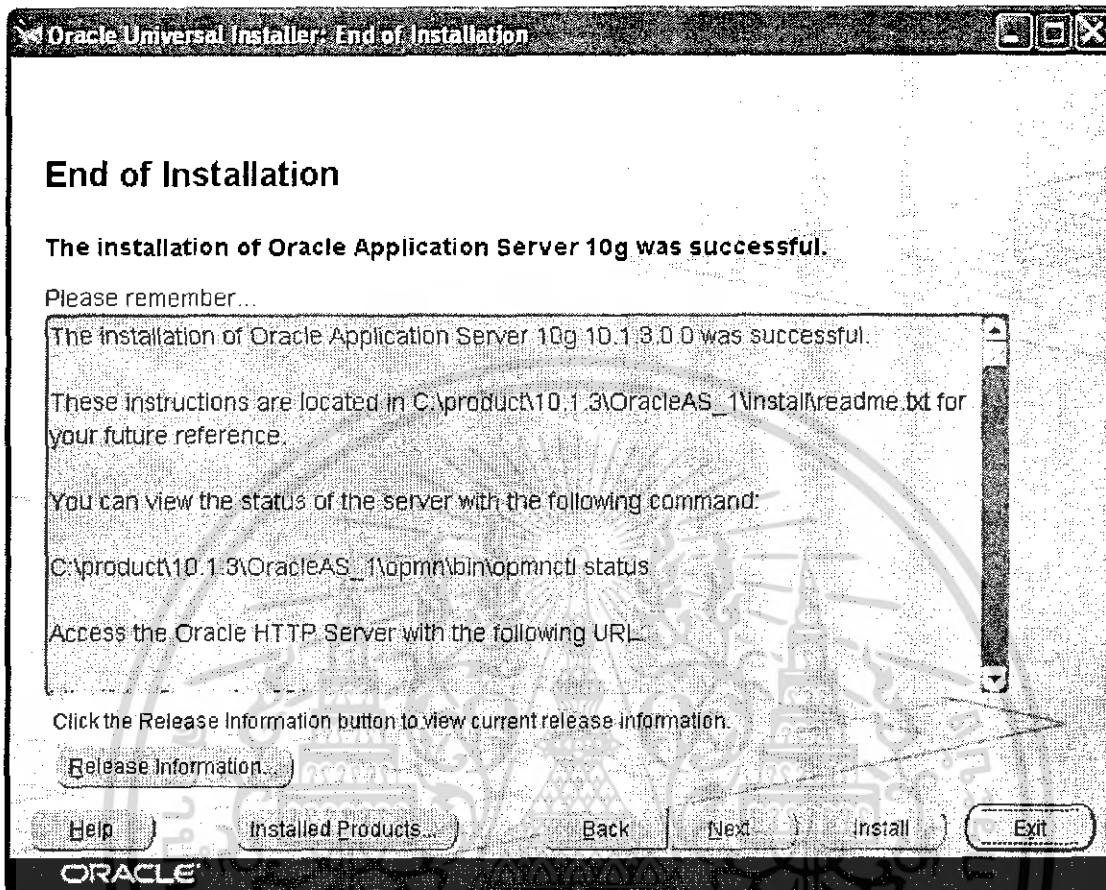 Oracle Universal Installer: End of Installation
End of Installation
The installation of Oracle Application Server 10g was successful.
Please remember...
The installation of Oracle Application Server 10g 10.1.3.0.0 was successful.
These instructions are located in C:\product\10.1.3\OracleAS_1\install\readme.txt for
your future reference.
You can view the status of the server with the following command:
C:\product\10.1.3\OracleAS_1\opmn\bin\opmnctl status
Access the Oracle HTTP Server with the following URL:
Click the Release Information button to view current release information.
Release Information...
Help Installed Products... Back Next Install Exit
ORACLE